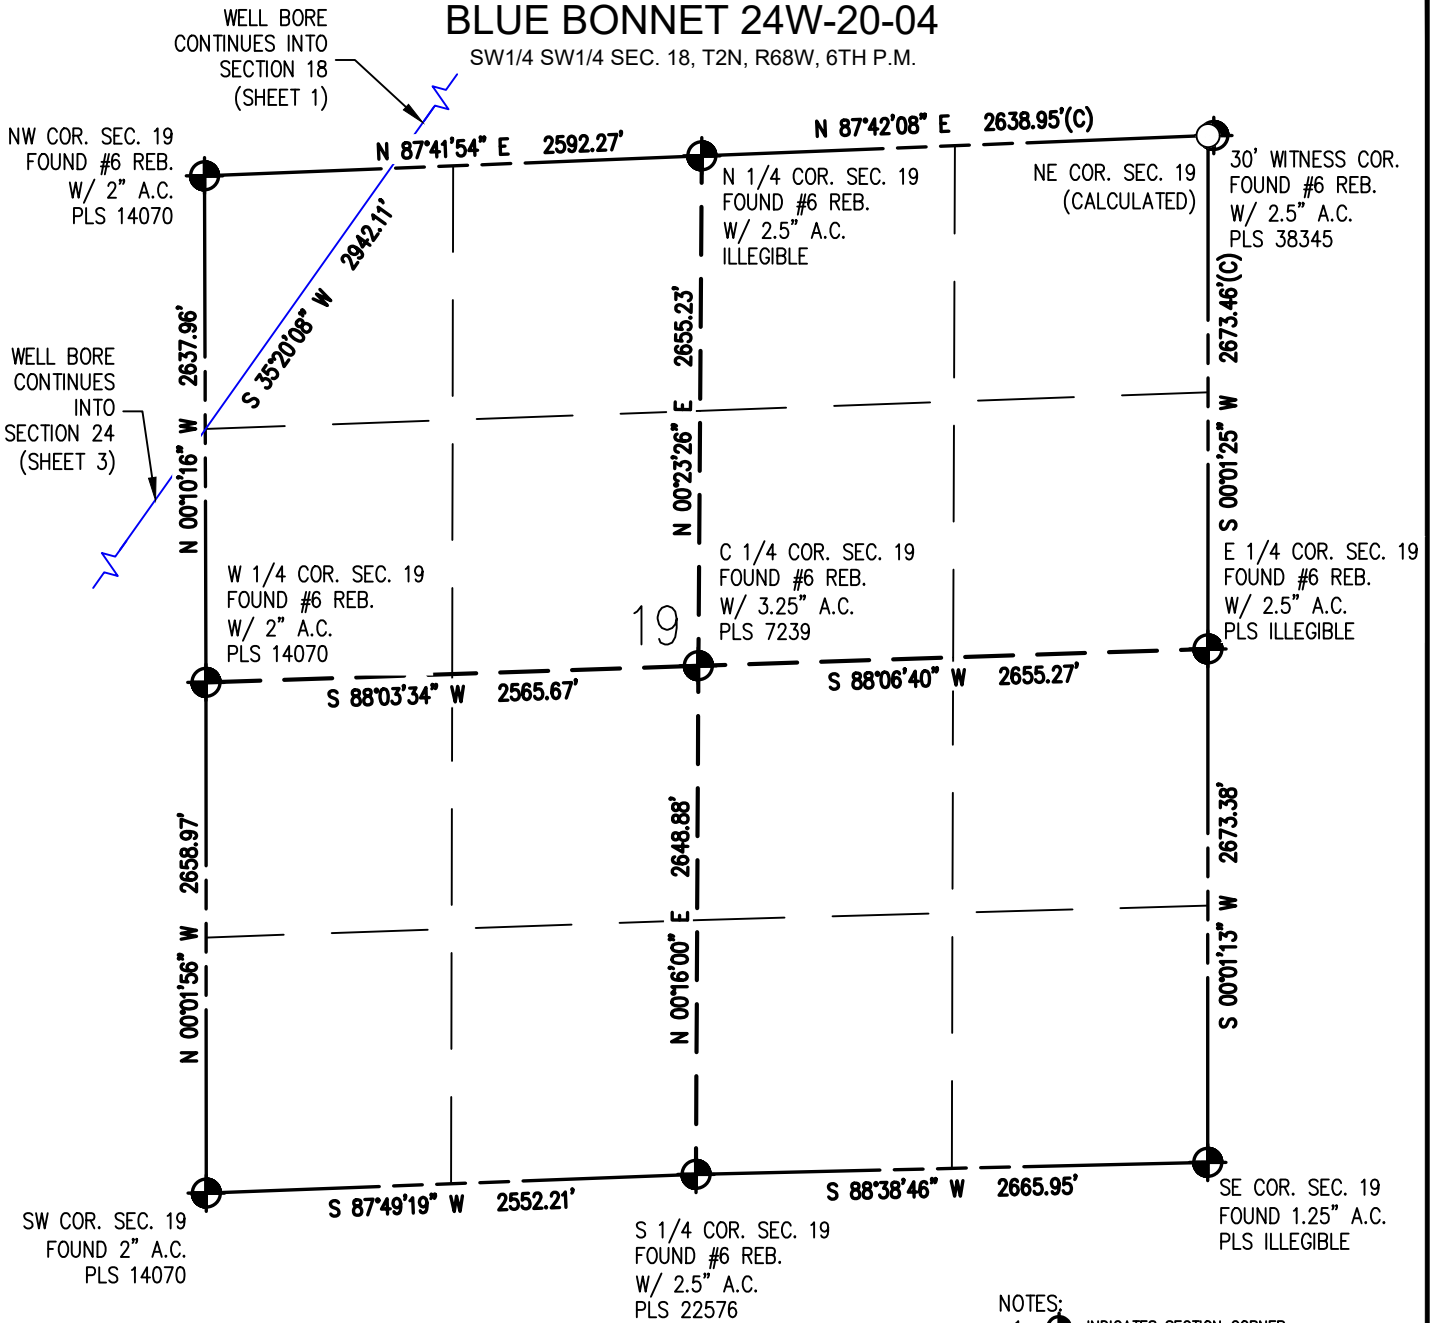 BLUE BONNET 24W-20-04
SW1/4 SW1/4 SEC. 18, T2N, R68W, 6TH P.M.
WELL BORE
CONTINUES INTO
SECTION 18
(SHEET 1)
NW COR. SEC. 19
FOUND #6 REB.
W/ 2" A.C.
PLS 14070
N 87°41'54" E 2592.27'
N 87°42'08" E 2638.95'(C)
N 1/4 COR. SEC. 19
FOUND #6 REB.
W/ 2.5" A.C.
ILLEGIBLE
NE COR. SEC. 19
(CALCULATED)
30' WITNESS COR.
FOUND #6 REB.
W/ 2.5" A.C.
PLS 38345
S 35°20'08" W 2942.11'
N 00°10'16" W 2637.96'
N 00°23'26" E 2655.23'
S 00°01'25" W 2673.46'(C)
WELL BORE
CONTINUES
INTO
SECTION 24
(SHEET 3)
W 1/4 COR. SEC. 19
FOUND #6 REB.
W/ 2" A.C.
PLS 14070
19
C 1/4 COR. SEC. 19
FOUND #6 REB.
W/ 3.25" A.C.
PLS 7239
E 1/4 COR. SEC. 19
FOUND #6 REB.
W/ 2.5" A.C.
PLS ILLEGIBLE
S 88°03'34" W 2565.67'
S 88°06'40" W 2655.27'
N 00°01'56" W 2658.97'
N 00°16'00" E 2648.88'
S 00°01'13" W 2673.38'
S 87°49'19" W 2552.21'
S 88°38'46" W 2665.95'
SW COR. SEC. 19
FOUND 2" A.C.
PLS 14070
S 1/4 COR. SEC. 19
FOUND #6 REB.
W/ 2.5" A.C.
PLS 22576
SE COR. SEC. 19
FOUND 1.25" A.C.
PLS ILLEGIBLE
NOTES:
INDICATES SECTION CORNER